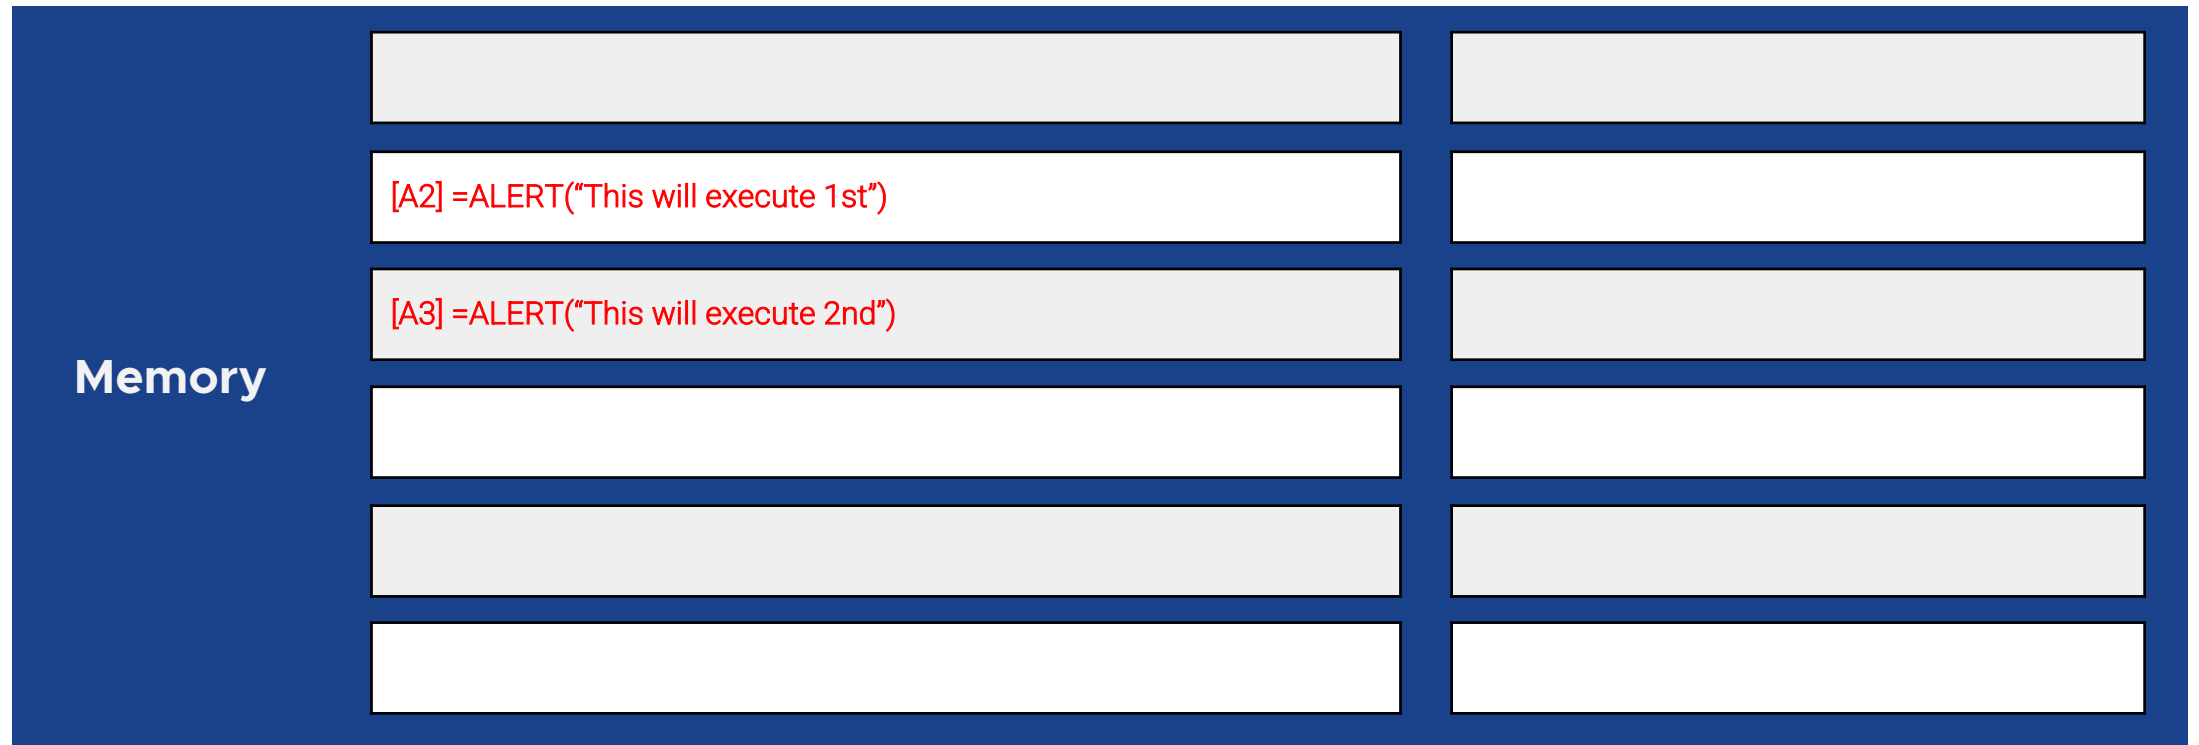 [A2] =ALERT(“This will execute 1st”)
[A3] =ALERT(“This will execute 2nd”)
Memory